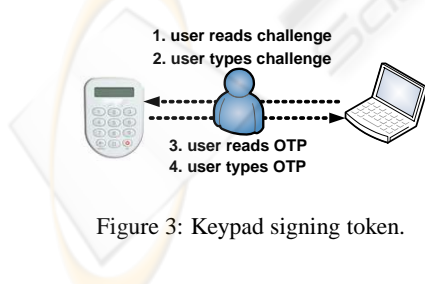 1. user reads challenge
2. user types challenge
3. user reads OTP
4. user types OTP
Figure 3: Keypad signing token.